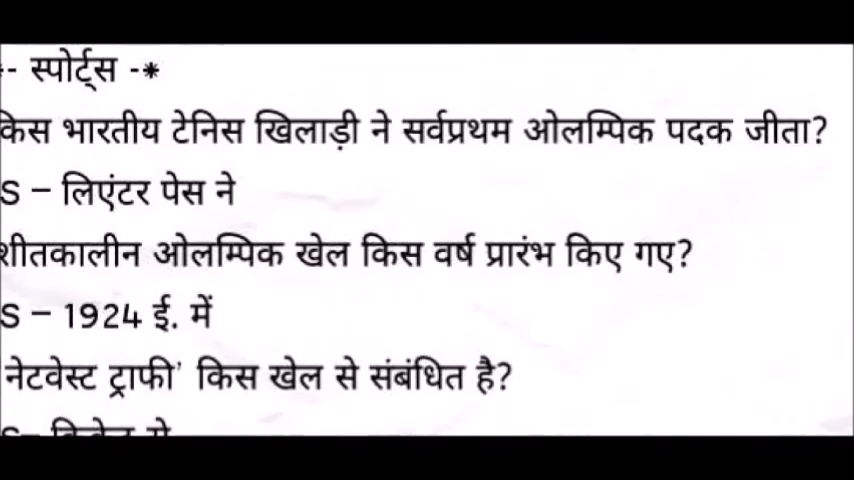 - स्पोर्ट्स -*
किस भारतीय टेनिस खिलाड़ी ने सर्वप्रथम ओलम्पिक पदक जीता?
S – लिएंटर पेस ने
शीतकालीन ओलम्पिक खेल किस वर्ष प्रारंभ किए गए?
S – 1924 ई. में
नेटवेस्ट ट्राफी' किस खेल से संबंधित है?
S– क्रिकेट से